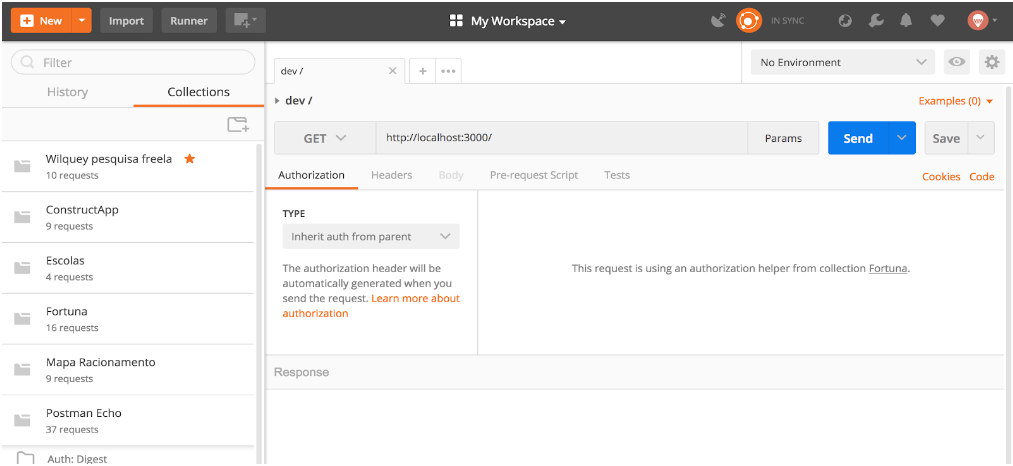 New
Import
Runner
My Workspace
IN SYNC
Filter
History
Collections
Wilquey pesquisa freela
10 requests
ConstructApp
9 requests
Escolas
4 requests
Fortuna
16 requests
Mapa Racionamento
9 requests
Postman Echo
37 requests
Auth: Digest
dev /
No Environment
dev /
Examples (0)
GET
http://localhost:3000/
Params
Send
Save
Authorization
Headers
Body
Pre-request Script
Tests
Cookies
Code
TYPE
Inherit auth from parent
The authorization header will be
automatically generated when you
send the request. Learn more about
authorization
This request is using an authorization helper from collection Fortuna.
Response